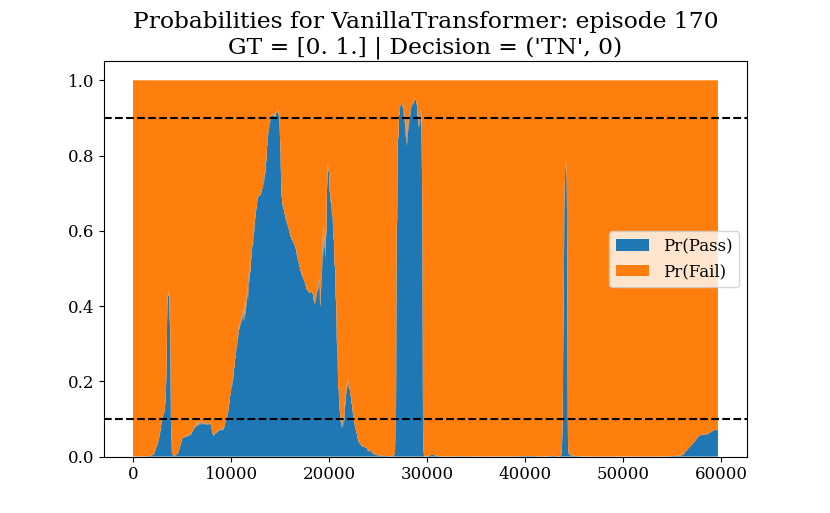 Probabilities for VanillaTransformer: episode 170
GT = [0. 1.] | Decision = ('TN', 0)
1.0
0.8
0.6
0.4
0.2
0.0
Pr(Pass)
Pr(Fail)
0 10000 20000 30000 40000 50000 60000